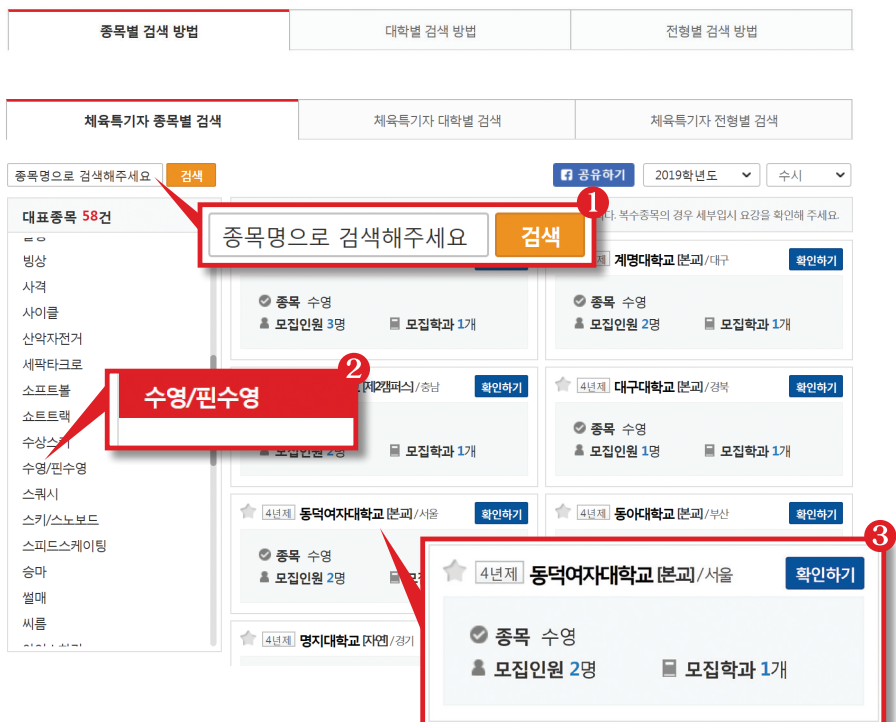 종목별 검색 방법
대학별 검색 방법
전형별 검색 방법
체육특기자 종목별 검색
체육특기자 대학별 검색
체육특기자 전형별 검색
종목명으로 검색해주세요 검색
공유하기 2019학년도 수시
대표종목 58건
빙상
사격
사이클
산악자전거
세팍타크로
소프트볼
쇼트트랙
수상스키
수영/핀수영
스쿼시
스키/스노보드
스피드스케이팅
승마
썰매
씨름
1
종목명으로 검색해주세요 검색
복수종목의 경우 세부입시 요강을 확인해 주세요.
종목 수영
모집인원 3명 모집학과 1개
계명대학교 [본교]/대구 확인하기
종목 수영
모집인원 2명 모집학과 1개
2
수영/핀수영
[제2캠퍼스]/충남 확인하기
모집인원 2명 모집학과 1개
4년제 대구대학교 [본교]/경북 확인하기
종목 수영
모집인원 1명 모집학과 1개
4년제 동덕여자대학교 [본교]/서울 확인하기
종목 수영
모집인원 2명
4년제 동아대학교 [본교]/부산 확인하기
4년제 명지대학교 [자연]/경기
3
4년제 동덕여자대학교 [본교]/서울 확인하기
종목 수영
모집인원 2명 모집학과 1개